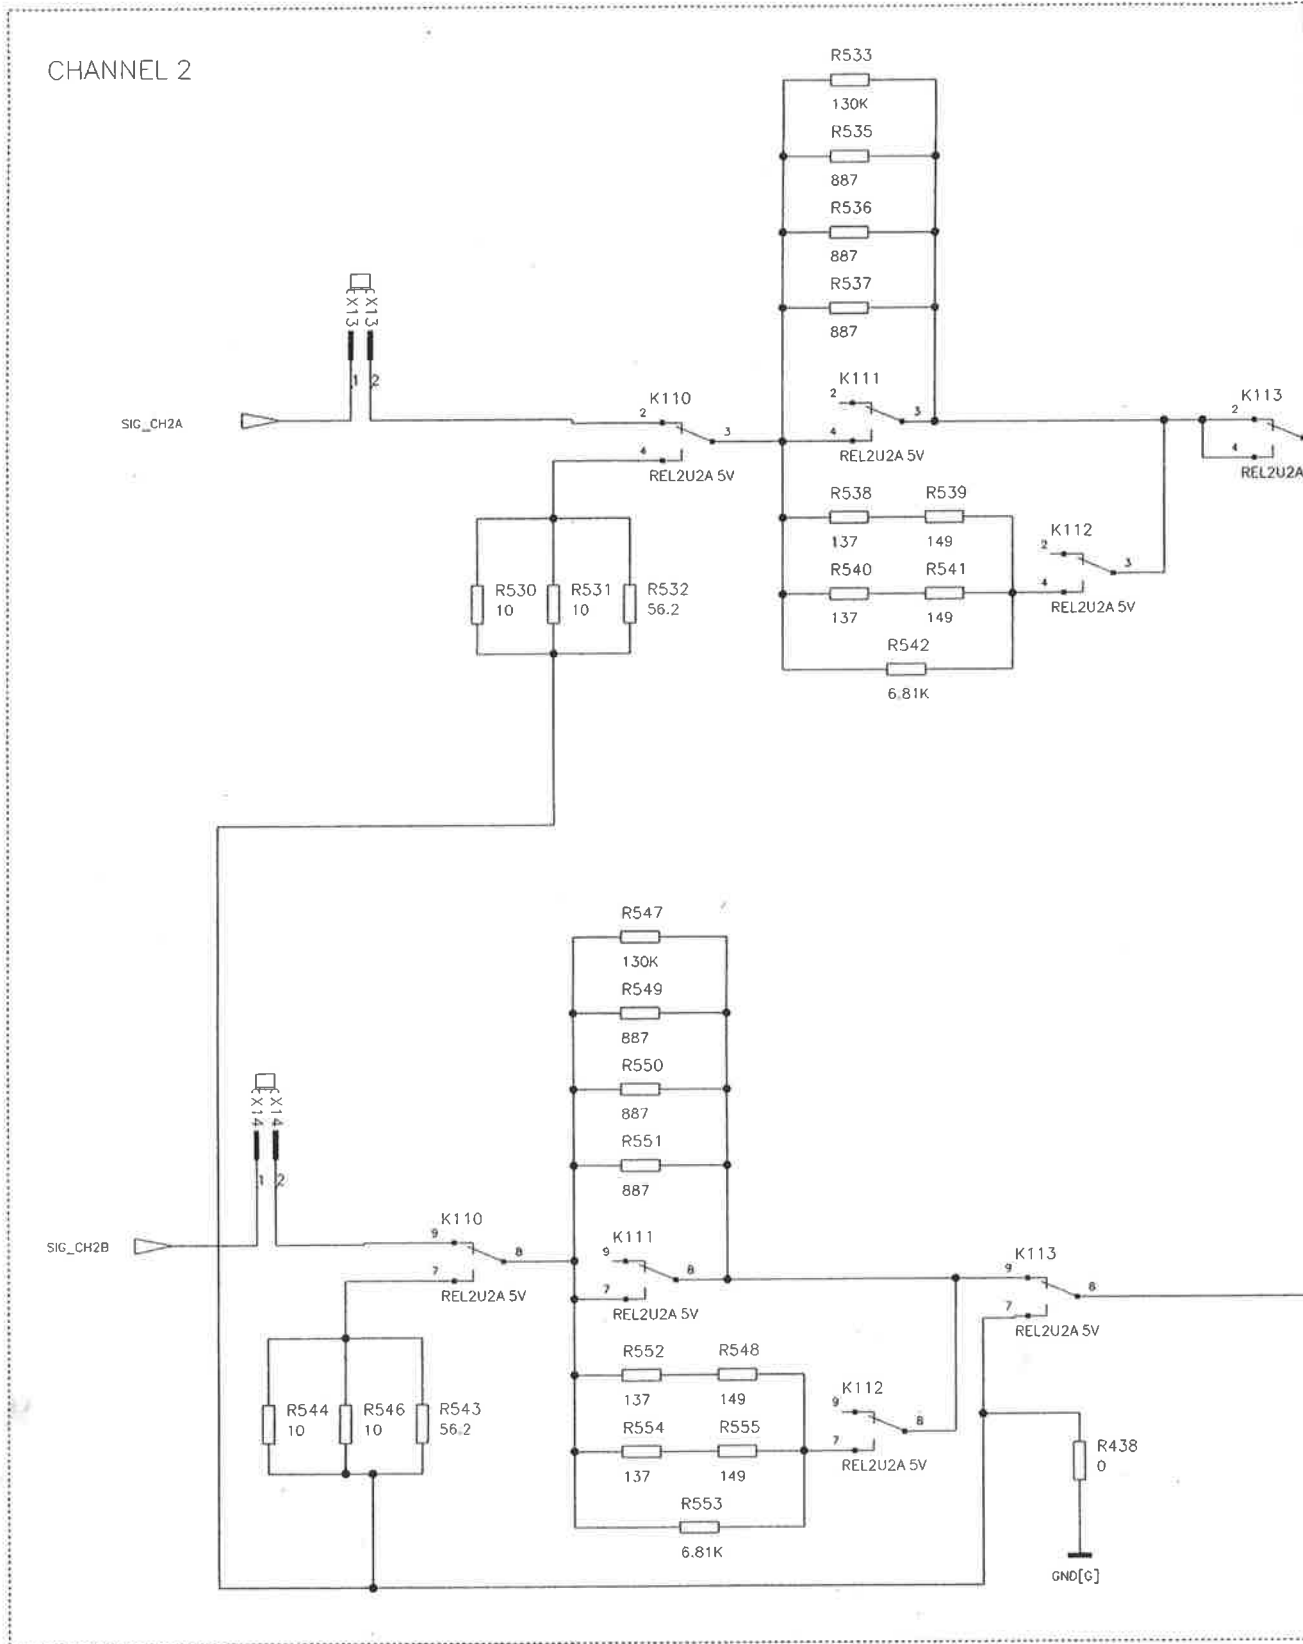 CHANNEL 2
R533
130K
R535
887
R536
887
R537
887
X13 X13
1 2
SIG_CH2A
K110
2
3
4
REL2U2A 5V
K111
2
3
4
REL2U2A 5V
K113
2
4
REL2U2A
R538 R539
137 149
K112
2
3
4
REL2U2A 5V
R540 R541
137 149
R542
6.81K
R530
10
R531
10
R532
56.2
R547
130K
R549
887
R550
887
R551
887
X14 X14
1 2
SIG_CH2B
K110
9
8
7
REL2U2A 5V
K111
9
8
7
REL2U2A 5V
K113
9
8
7
REL2U2A 5V
R552 R548
137 149
K112
9
8
7
REL2U2A 5V
R554 R555
137 149
R553
6.81K
R544
10
R546
10
R543
56.2
R438
0
GND[G]